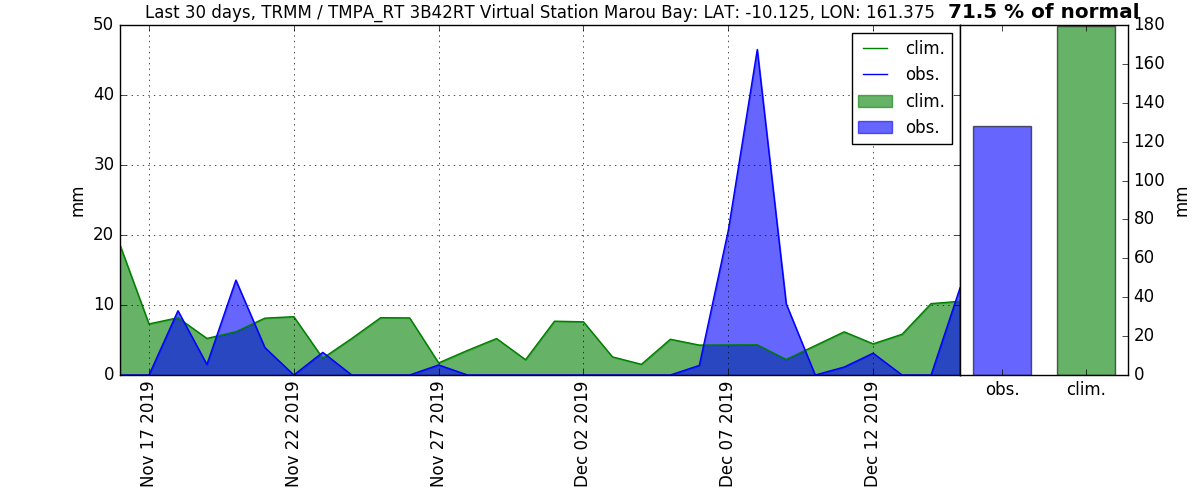 Last 30 days, TRMM / TMPA_RT 3B42RT Virtual Station Marou Bay: LAT: -10.125, LON: 161.375
71.5 % of normal
50
40
30
20
10
0
mm
clim.
obs.
clim.
obs.
180
160
140
120
100
80
60
40
20
0
mm
Nov 17 2019
Nov 22 2019
Nov 27 2019
Dec 02 2019
Dec 07 2019
Dec 12 2019
obs.
clim.